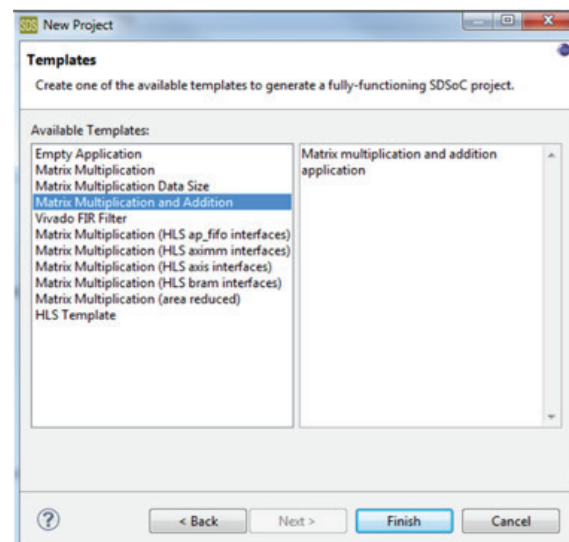 SDS New Project
Templates
Create one of the available templates to generate a fully-functioning SDSoC project.
Available Templates:
Empty Application
Matrix Multiplication
Matrix Multiplication Data Size
Matrix Multiplication and Addition
Vivado FIR Filter
Matrix Multiplication (HLS ap_fifo interfaces)
Matrix Multiplication (HLS aximm interfaces)
Matrix Multiplication (HLS axis interfaces)
Matrix Multiplication (HLS bram interfaces)
Matrix Multiplication (area reduced)
HLS Template
Matrix multiplication and addition
application
? < Back Next > Finish Cancel